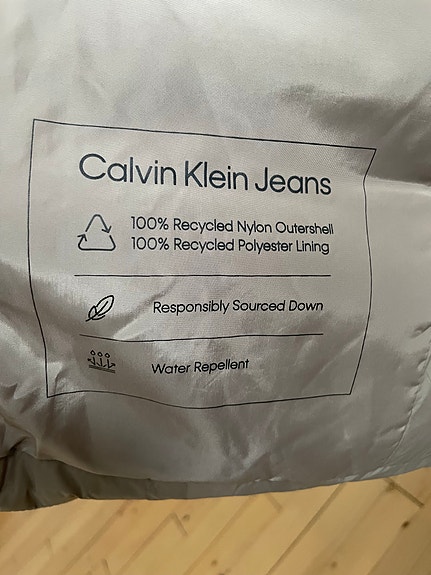 Calvin Klein Jeans
100% Recycled Nylon Outershell
100% Recycled Polyester Lining
Responsibly Sourced Down
Water Repellent